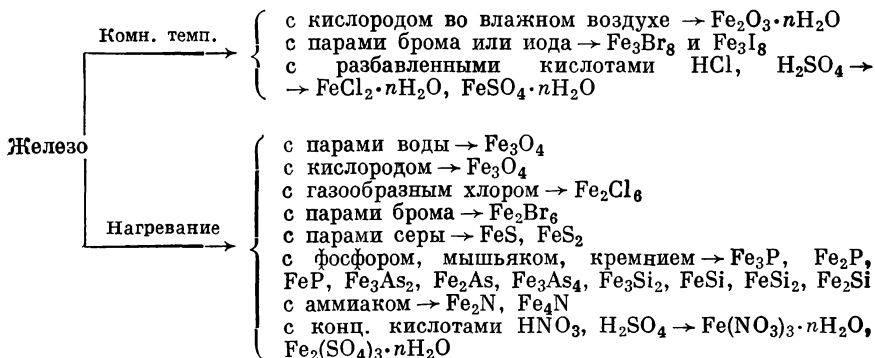 Комн. темп.
с кислородом во влажном воздухе → Fe₂O₃·nH₂O
с парами брома или иода → Fe₃Br₈ и Fe₃I₈
с разбавленными кислотами HCl, H₂SO₄ →
→ FeCl₂·nH₂O, FeSO₄·nH₂O
Железо
Нагревание
с парами воды → Fe₃O₄
с кислородом → Fe₃O₄
с газообразным хлором → Fe₂Cl₆
с парами брома → Fe₂Br₆
с парами серы → FeS, FeS₂
с фосфором, мышьяком, кремнием → Fe₃P, Fe₂P,
FeP, Fe₃As₂, Fe₂As, Fe₃As₄, Fe₃Si₂, FeSi, FeSi₂, Fe₂Si
с аммиаком → Fe₂N, Fe₄N
с конц. кислотами HNO₃, H₂SO₄ → Fe(NO₃)₃·nH₂O,
Fe₂(SO₄)₃·nH₂O